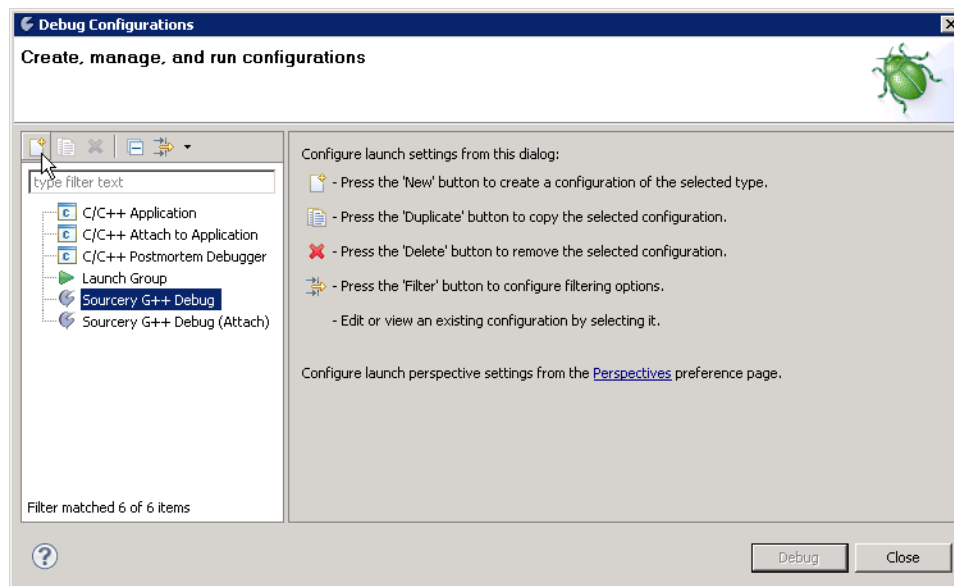 Debug Configurations
Create, manage, and run configurations
type filter text
C/C++ Application
C/C++ Attach to Application
C/C++ Postmortem Debugger
Launch Group
Sourcery G++ Debug
Sourcery G++ Debug (Attach)
Filter matched 6 of 6 items
Configure launch settings from this dialog:
- Press the 'New' button to create a configuration of the selected type.
- Press the 'Duplicate' button to copy the selected configuration.
- Press the 'Delete' button to remove the selected configuration.
- Press the 'Filter' button to configure filtering options.
- Edit or view an existing configuration by selecting it.
Configure launch perspective settings from the Perspectives preference page.
Debug
Close